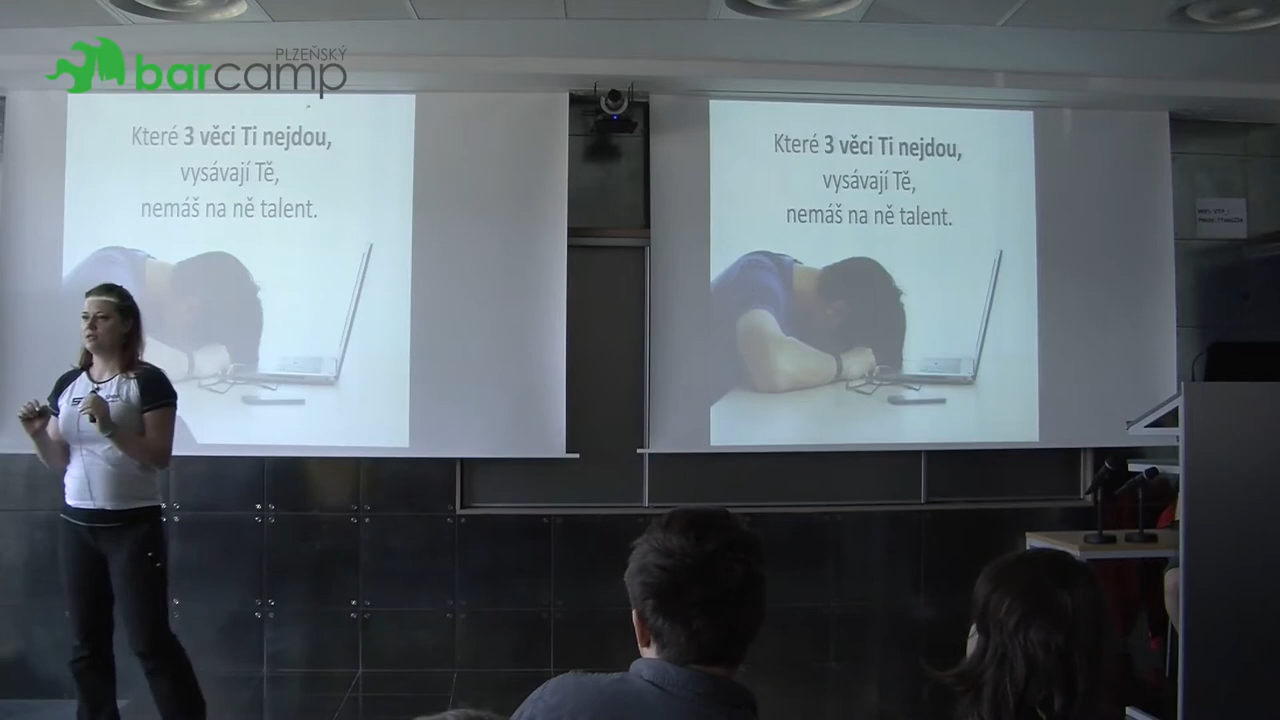 PLZEŇSKÝ
barcamp
Které 3 věci Ti nejdou,
vysávají Tě,
nemáš na ně talent.
Které 3 věci Ti nejdou,
vysávají Tě,
nemáš na ně talent.